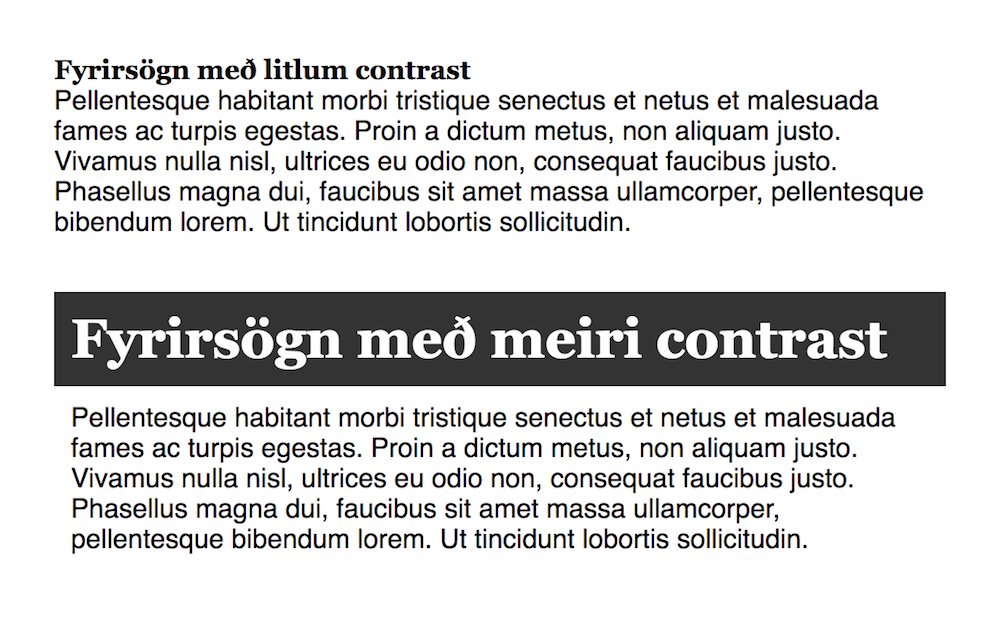 Fyrirsögn með litlum contrast
Pellentesque habitant morbi tristique senectus et netus et malesuada
fames ac turpis egestas. Proin a dictum metus, non aliquam justo.
Vivamus nulla nisl, ultrices eu odio non, consequat faucibus justo.
Phasellus magna dui, faucibus sit amet massa ullamcorper, pellentesque
bibendum lorem. Ut tincidunt lobortis sollicitudin.
Fyrirsögn með meiri contrast
Pellentesque habitant morbi tristique senectus et netus et malesuada
fames ac turpis egestas. Proin a dictum metus, non aliquam justo.
Vivamus nulla nisl, ultrices eu odio non, consequat faucibus justo.
Phasellus magna dui, faucibus sit amet massa ullamcorper,
pellentesque bibendum lorem. Ut tincidunt lobortis sollicitudin.